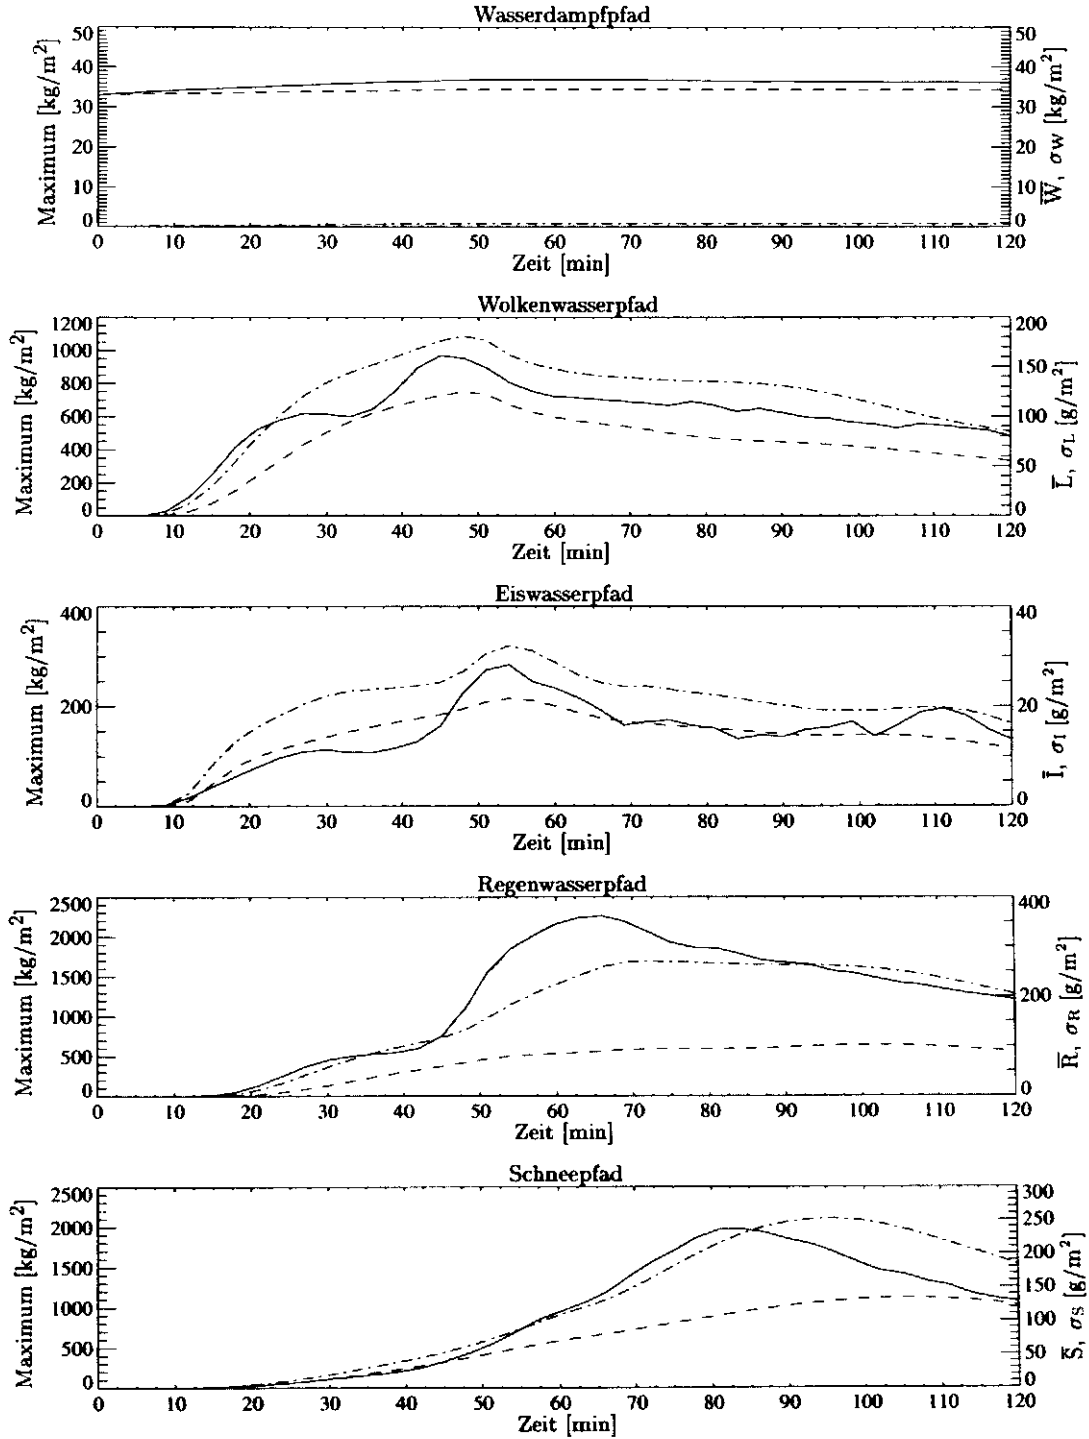 Wasserdampfpfad
Maximum [kg/m²]
50
40
30
20
10
0
50
40
30
20
10
0
W̅, σW [kg/m²]
0 10 20 30 40 50 60 70 80 90 100 110 120
Zeit [min]
Wolkenwasserpfad
Maximum [kg/m²]
1200
1000
800
600
400
200
0
200
150
100
50
0
L̅, σL [g/m²]
0 10 20 30 40 50 60 70 80 90 100 110 120
Zeit [min]
Eiswasserpfad
Maximum [kg/m²]
400
200
0
40
20
0
I̅, σI [g/m²]
0 10 20 30 40 50 60 70 80 90 100 110 120
Zeit [min]
Regenwasserpfad
Maximum [kg/m²]
2500
2000
1500
1000
500
0
400
200
0
R̅, σR [g/m²]
0 10 20 30 40 50 60 70 80 90 100 110 120
Zeit [min]
Schneepfad
Maximum [kg/m²]
2500
2000
1500
1000
500
0
300
250
200
150
100
50
0
S̅, σS [g/m²]
0 10 20 30 40 50 60 70 80 90 100 110 120
Zeit [min]